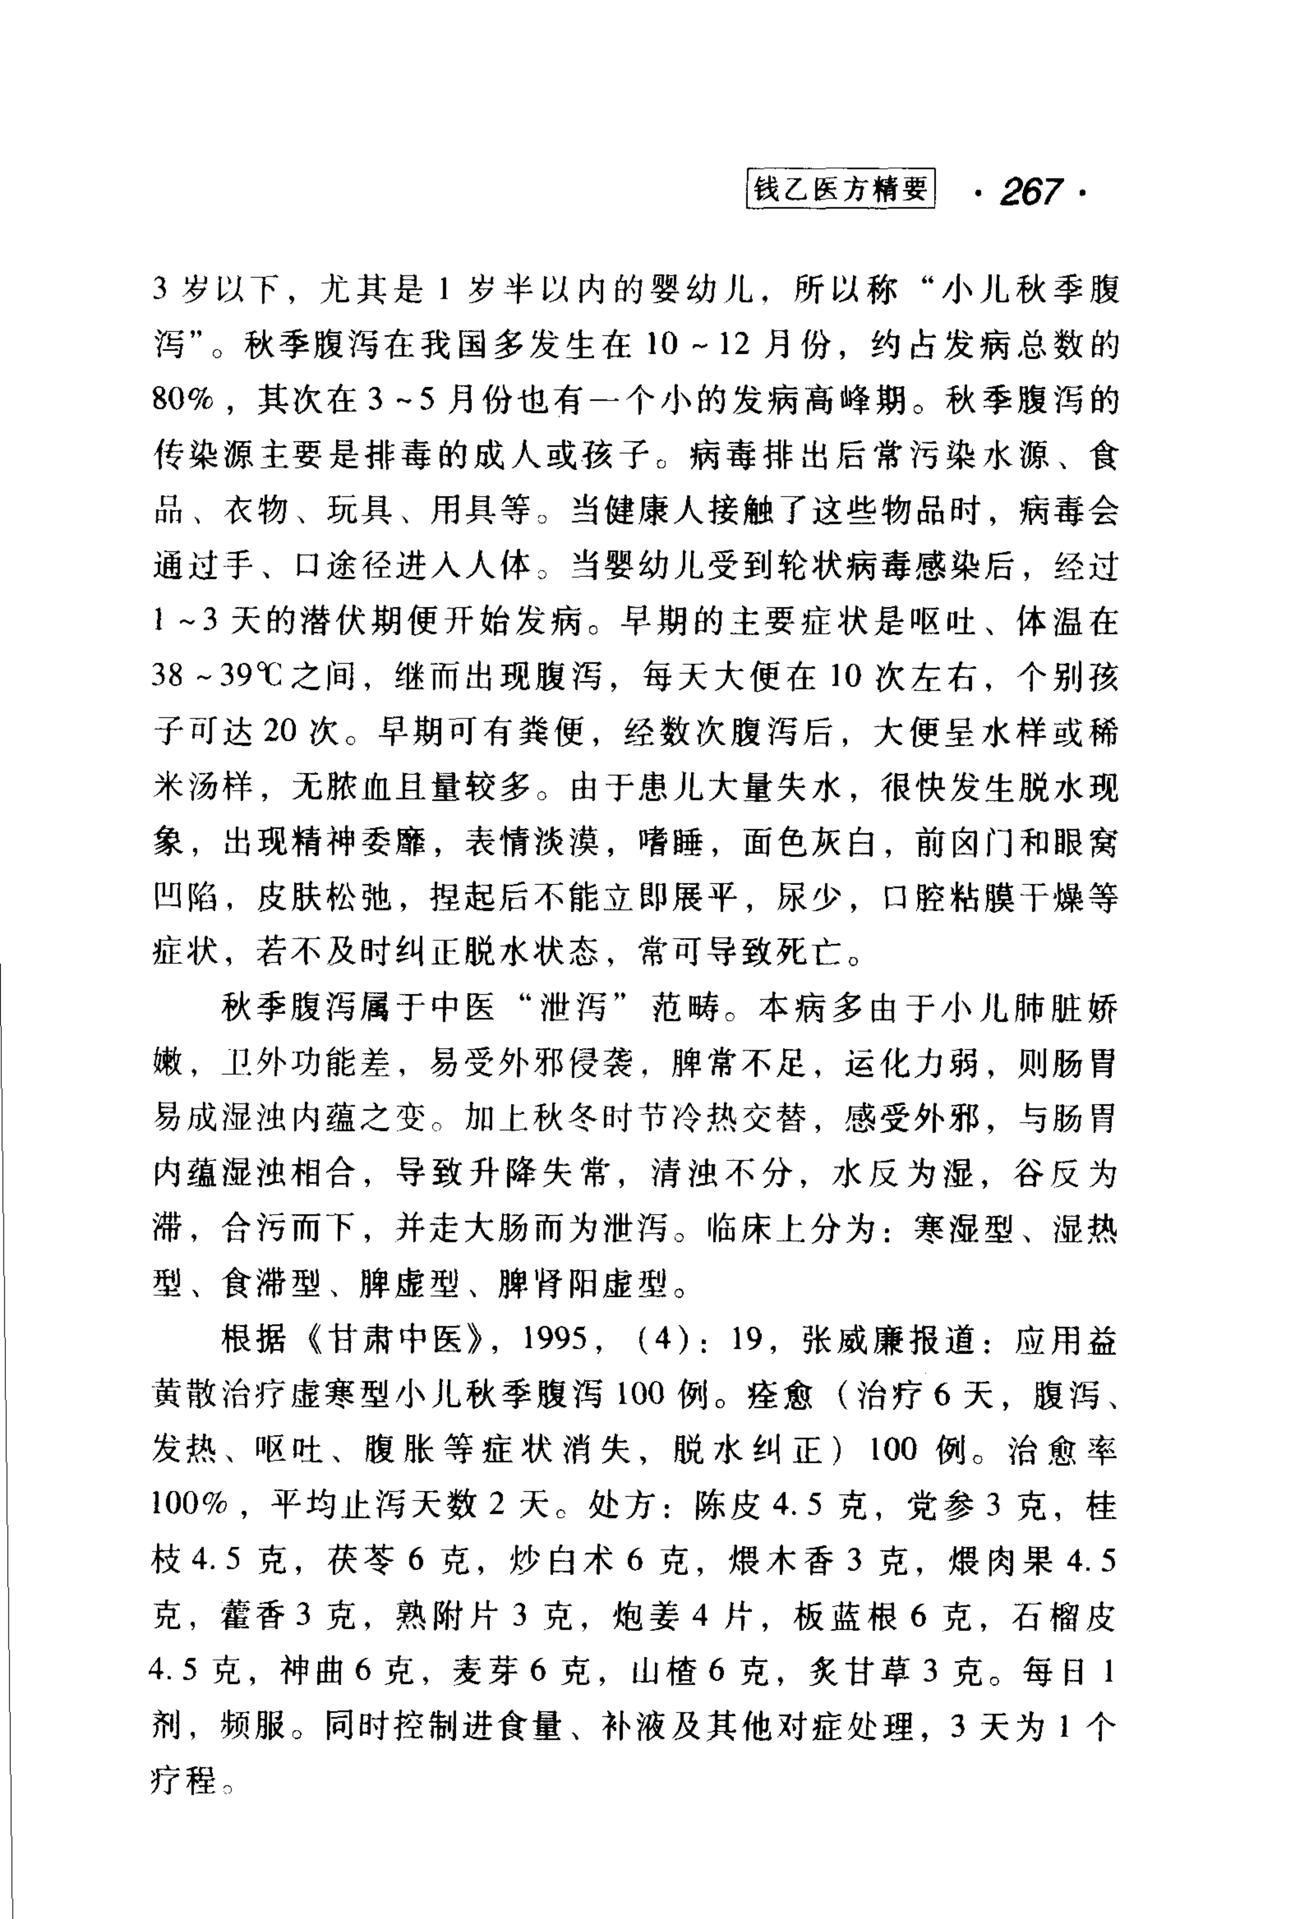 钱乙医方精要 · 267 ·
3 岁以下，尤其是 1 岁半以内的婴幼儿，所以称“小儿秋季腹
泻”。秋季腹泻在我国多发生在 10 ~ 12 月份，约占发病总数的
80%，其次在 3 ~ 5 月份也有一个小的发病高峰期。秋季腹泻的
传染源主要是排毒的成人或孩子。病毒排出后常污染水源、食
品、衣物、玩具、用具等。当健康人接触了这些物品时，病毒会
通过手、口途径进入人体。当婴幼儿受到轮状病毒感染后，经过
1 ~ 3 天的潜伏期便开始发病。早期的主要症状是呕吐、体温在
38 ~ 39℃之间，继而出现腹泻，每天大便在 10 次左右，个别孩
子可达 20 次。早期可有粪便，经数次腹泻后，大便呈水样或稀
米汤样，无脓血且量较多。由于患儿大量失水，很快发生脱水现
象，出现精神委靡，表情淡漠，嗜睡，面色灰白，前囟门和眼窝
凹陷，皮肤松弛，捏起后不能立即展平，尿少，口腔粘膜干燥等
症状，若不及时纠正脱水状态，常可导致死亡。
秋季腹泻属于中医“泄泻”范畴。本病多由于小儿肺脏娇
嫩，卫外功能差，易受外邪侵袭，脾常不足，运化力弱，则肠胃
易成湿浊内蕴之变。加上秋冬时节冷热交替，感受外邪，与肠胃
内蕴湿浊相合，导致升降失常，清浊不分，水反为湿，谷反为
滞，合污而下，并走大肠而为泄泻。临床上分为：寒湿型、湿热
型、食滞型、脾虚型、脾肾阳虚型。
根据《甘肃中医》，1995，（4）：19，张威廉报道：应用益
黄散治疗虚寒型小儿秋季腹泻 100 例。痊愈（治疗 6 天，腹泻、
发热、呕吐、腹胀等症状消失，脱水纠正）100 例。治愈率
100%，平均止泻天数 2 天。处方：陈皮 4.5 克，党参 3 克，桂
枝 4.5 克，茯苓 6 克，炒白术 6 克，煨木香 3 克，煨肉果 4.5
克，藿香 3 克，熟附片 3 克，炮姜 4 片，板蓝根 6 克，石榴皮
4.5 克，神曲 6 克，麦芽 6 克，山楂 6 克，炙甘草 3 克。每日 1
剂，频服。同时控制进食量、补液及其他对症处理，3 天为 1 个
疗程。